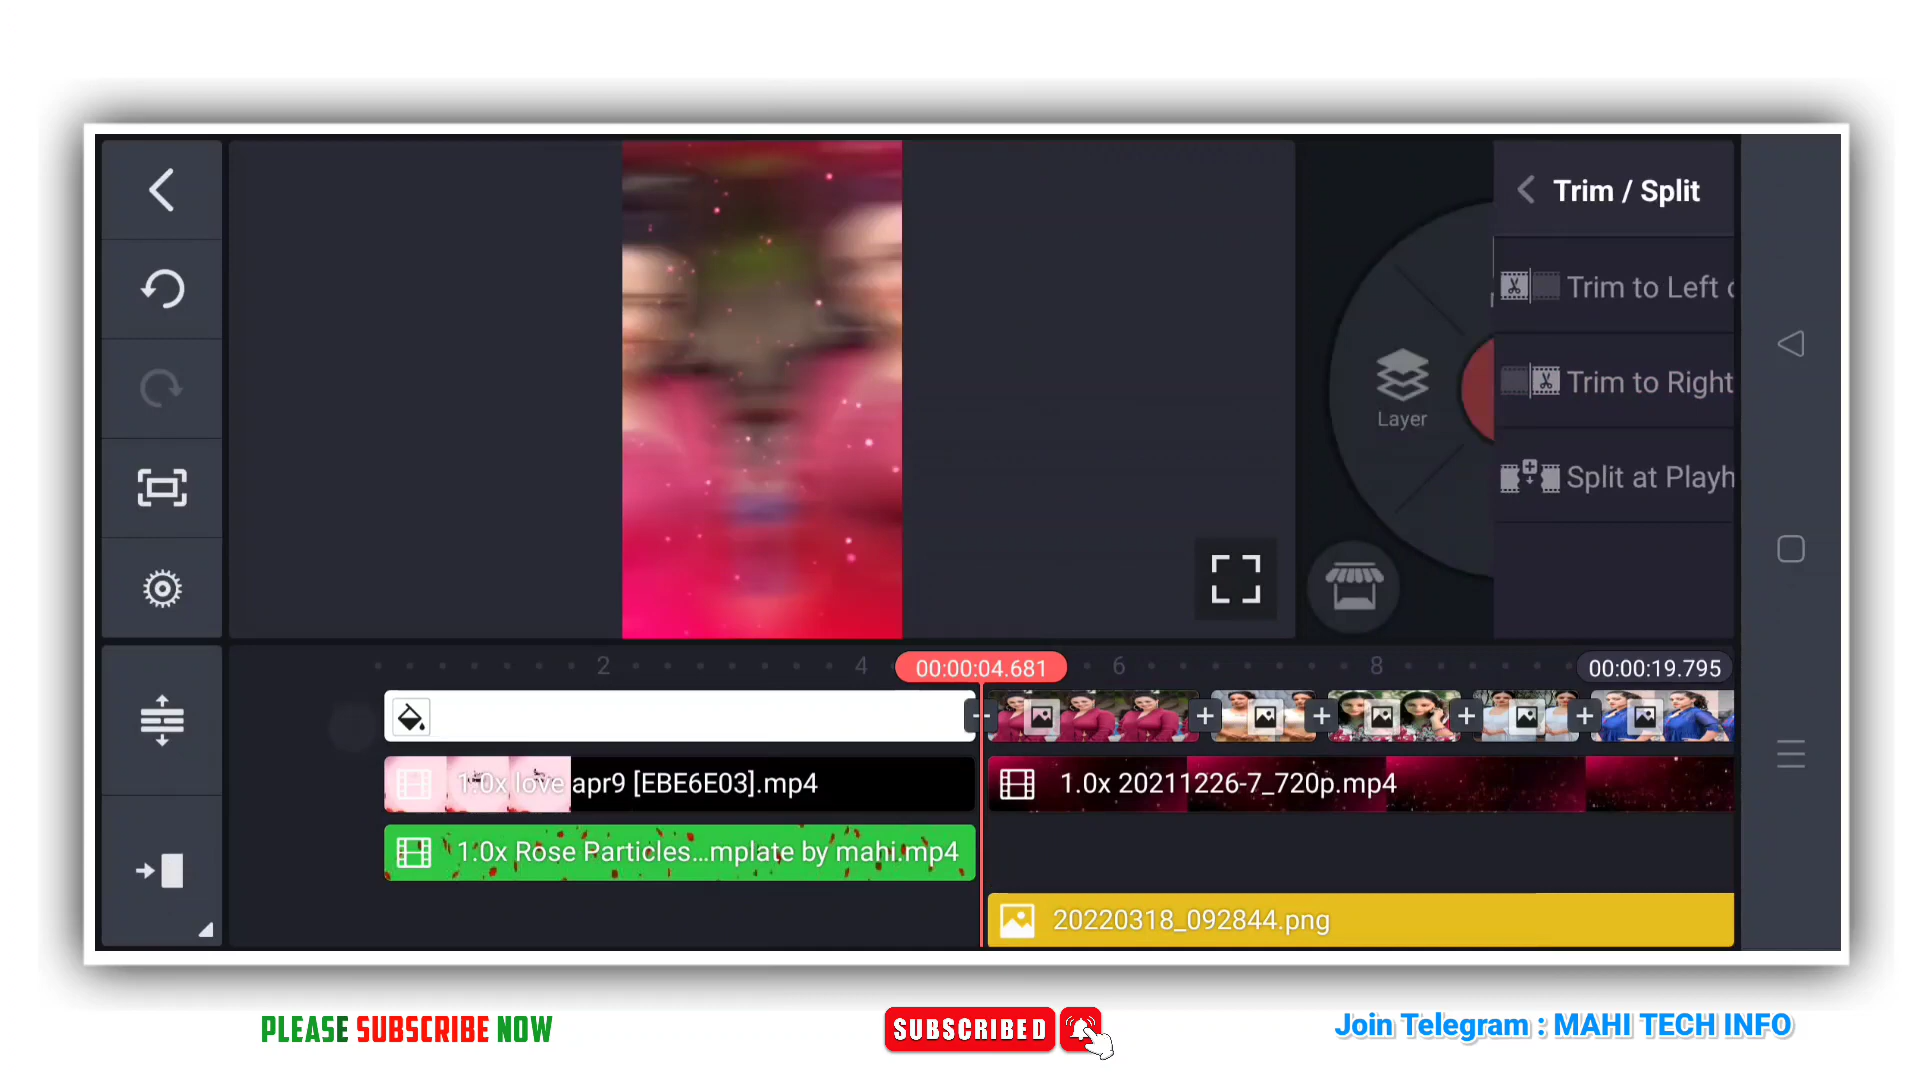 Trim / Split
Trim to Left
Trim to Right
Split at Playh
Layer
2
4
00:00:04.681
6
8
00:00:19.795
1.0x love apr9 [EBE6E03].mp4
1.0x 20211226-7_720p.mp4
1.0x Rose Particles...mplate by mahi.mp4
20220318_092844.png
PLEASE SUBSCRIBE NOW
SUBSCRIBED
Join Telegram : MAHI TECH INFO